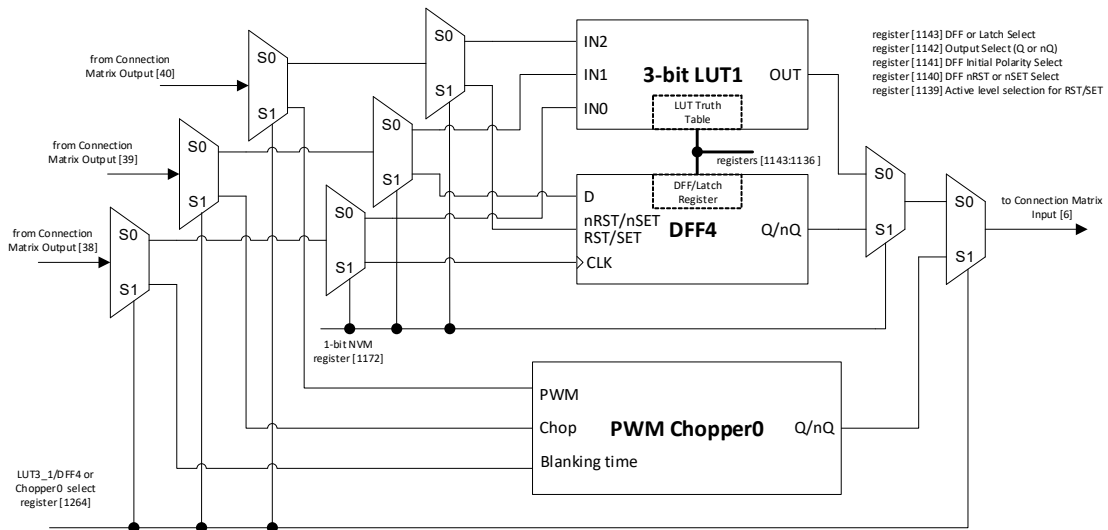 from Connection
Matrix Output [40]
S0
S1
S0
S1
IN2
IN1
IN0
3-bit LUT1
OUT
LUT Truth
Table
register [1143] DFF or Latch Select
register [1142] Output Select (Q or nQ)
register [1141] DFF Initial Polarity Select
register [1140] DFF nRST or nSET Select
register [1139] Active level selection for RST/SET
from Connection
Matrix Output [39]
S0
S1
S0
S1
registers [1143:1136 ]
DFF/Latch
Register
D
nRST/nSET
RST/SET
CLK
DFF4
Q/nQ
S0
S1
S0
S1
to Connection Matrix
Input [6]
from Connection
Matrix Output [38]
S0
S1
S0
S1
1-bit NVM
register [1172]
PWM
Chop
Blanking time
PWM Chopper0
Q/nQ
LUT3_1/DFF4 or
Chopper0 select
register [1264]